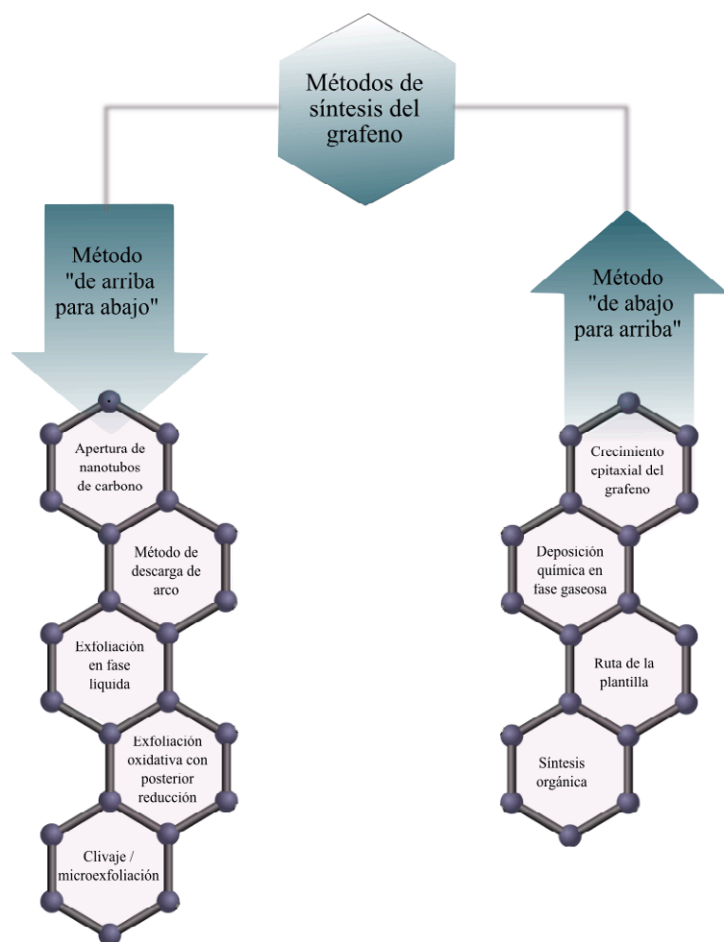 Métodos de
síntesis del
grafeno
Método
"de arriba
para abajo"
Apertura de
nanotubos
de carbono
Método de
descarga de
arco
Exfoliación
en fase
liquida
Exfoliación
oxidativa con
posterior
reducción
Clivaje /
microexfoliación
Método
"de abajo
para arriba"
Crecimiento
epitaxial del
grafeno
Deposición
química en
fase gaseosa
Ruta de la
plantilla
Síntesis
orgánica